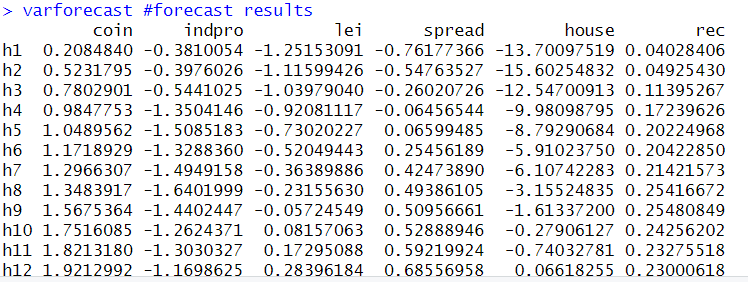 > varforecast #forecast results
coin indpro lei spread house rec
h1 0.2084840 -0.3810054 -1.25153091 -0.76177366 -13.70097519 0.04028406
h2 0.5231795 -0.3976026 -1.11599426 -0.54763527 -15.60254832 0.04925430
h3 0.7802901 -0.5441025 -1.03979040 -0.26020726 -12.54700913 0.11395267
h4 0.9847753 -1.3504146 -0.92081117 -0.06456544 -9.98098795 0.17239626
h5 1.0489562 -1.5085183 -0.73020227 0.06599485 -8.79290684 0.20224968
h6 1.1718929 -1.3288360 -0.52049443 0.25456189 -5.91023750 0.20422850
h7 1.2966307 -1.4949158 -0.36389886 0.42473890 -6.10742283 0.21421573
h8 1.3483917 -1.6401999 -0.23155630 0.49386105 -3.15524835 0.25416672
h9 1.5675364 -1.4402447 -0.05724549 0.50956661 -1.61337200 0.25480849
h10 1.7516085 -1.2624371 0.08157063 0.52888946 -0.27906127 0.24256202
h11 1.8213180 -1.3030327 0.17295088 0.59219924 -0.74032781 0.23275518
h12 1.9212992 -1.1698625 0.28396184 0.68556958 0.06618255 0.23000618